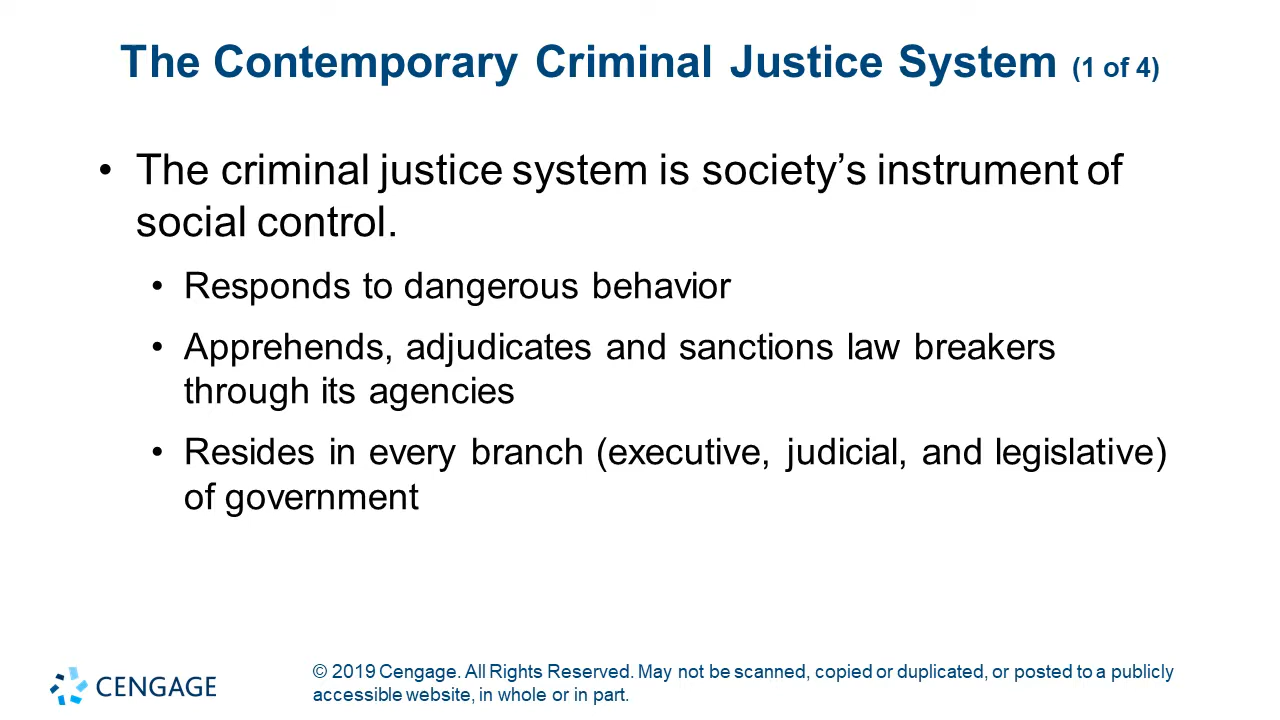 The Contemporary Criminal Justice System (1 of 4)
• The criminal justice system is society’s instrument of
social control.
• Responds to dangerous behavior
• Apprehends, adjudicates and sanctions law breakers
through its agencies
• Resides in every branch (executive, judicial, and legislative)
of government
CENGAGE
© 2019 Cengage. All Rights Reserved. May not be scanned, copied or duplicated, or posted to a publicly
accessible website, in whole or in part.